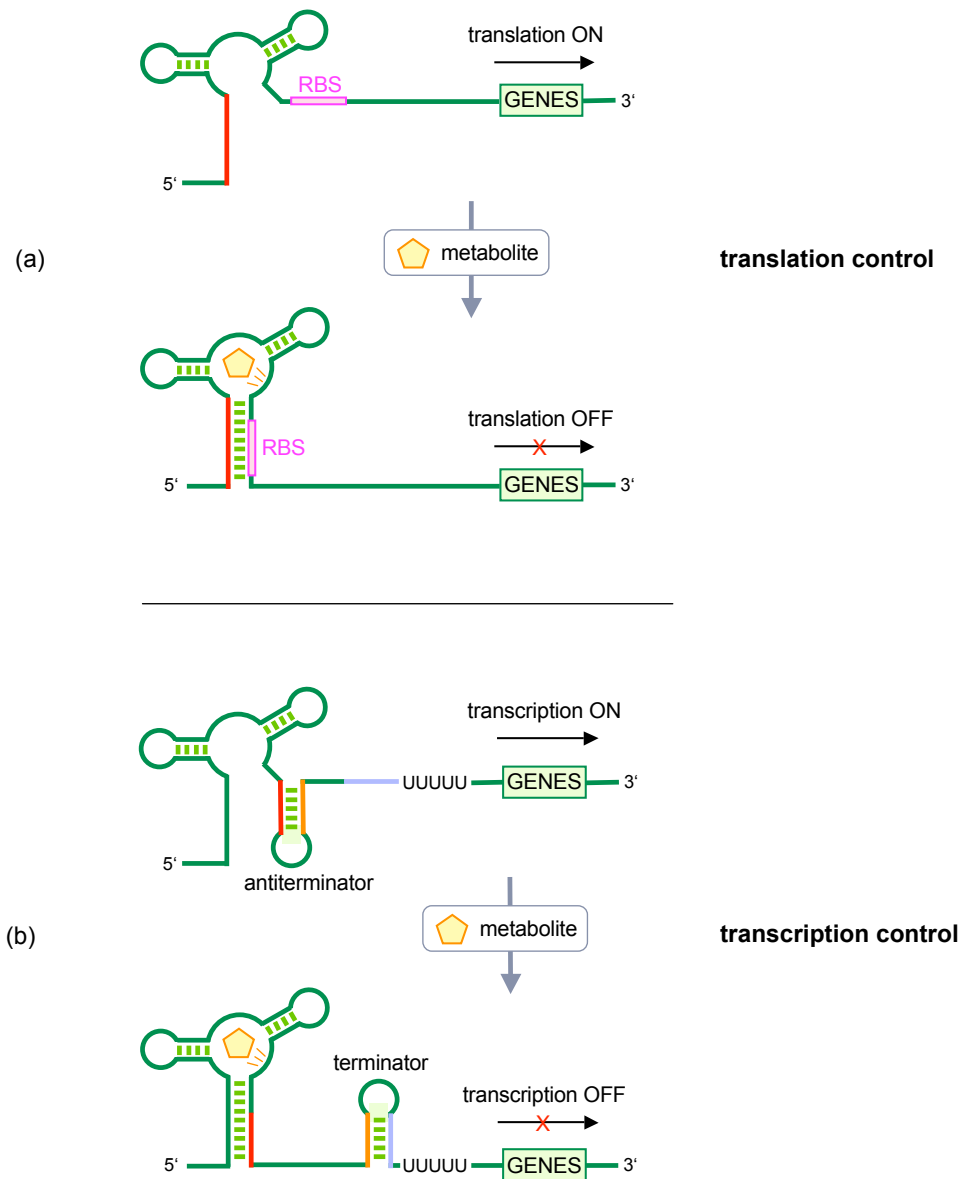 translation ON
RBS
GENES
3‘
5‘
(a)
metabolite
translation control
translation OFF
RBS
5‘
GENES
3‘
transcription ON
UUUUU
GENES
3‘
5‘
antiterminator
(b)
metabolite
transcription control
terminator
transcription OFF
5‘
UUUUU
GENES
3‘